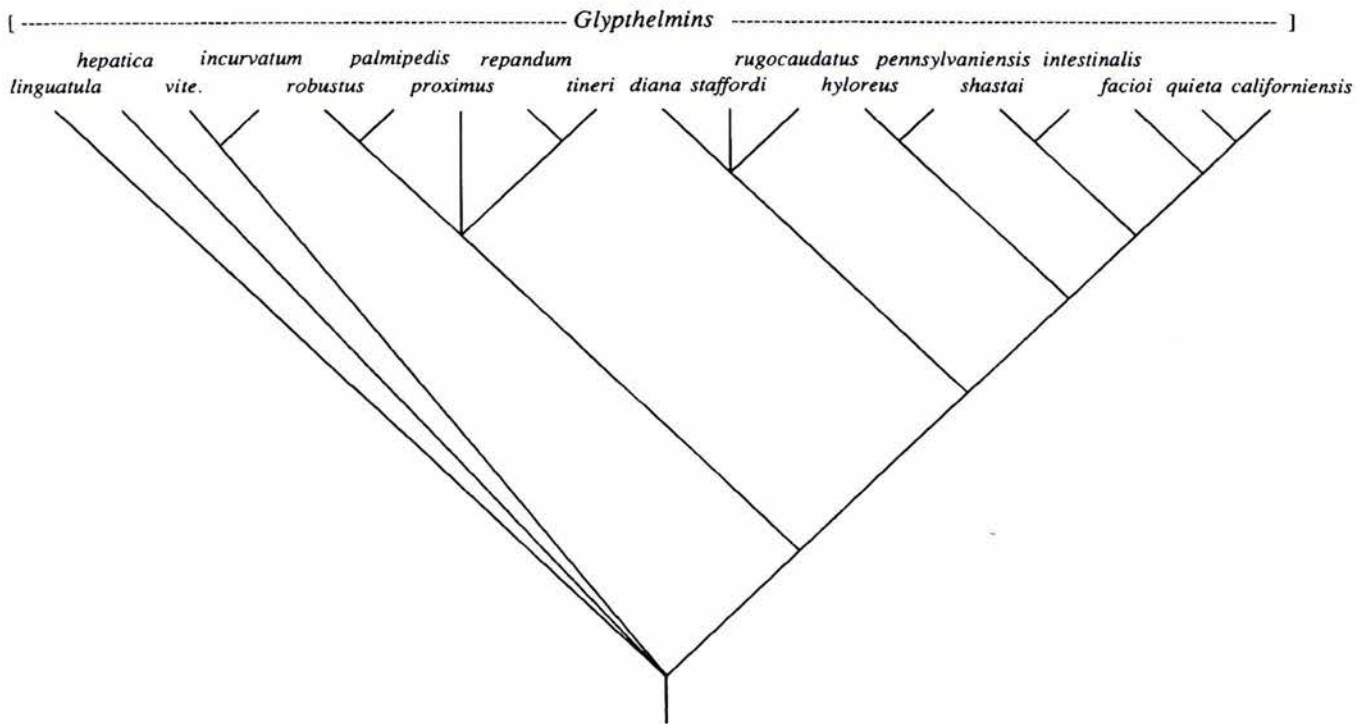 [ ---------------------------------------------------- Glypthelmins ---------------------------------------------------- ]
hepatica incurvatum palmipedis repandum rugocaudatus pennsylvaniensis intestinalis
linguatula vite. robustus proximus tineri diana staffordi hyloreus shastai facioi quieta californiensis